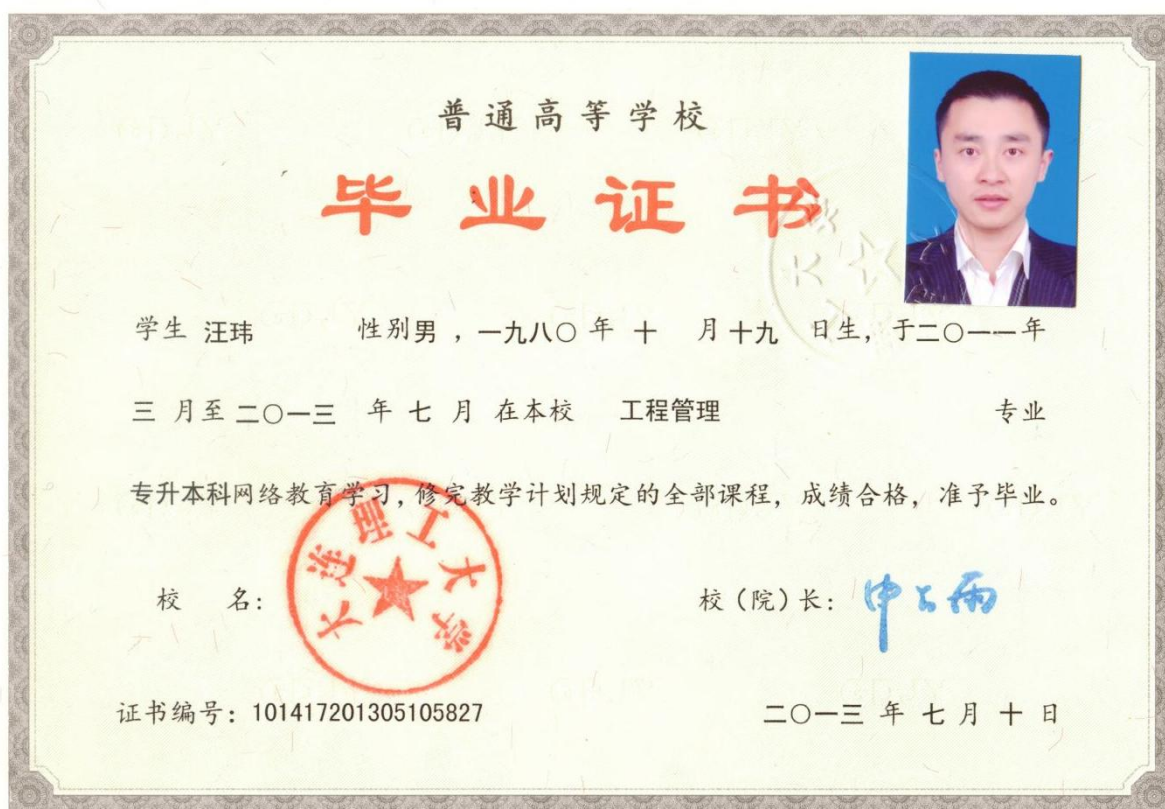 普通高等学校
毕业证书
学生 汪玮 性别男，一九八〇年 十 月十九 日生，于二〇一一年
三 月至二〇一三 年 七 月 在本校 工程管理 专业
专升本科网络教育学习，修完教学计划规定的全部课程，成绩合格，准予毕业。
校 名：
大连理工大学
校（院）长：申长雨
证书编号：101417201305105827
二〇一三 年 七 月 十 日